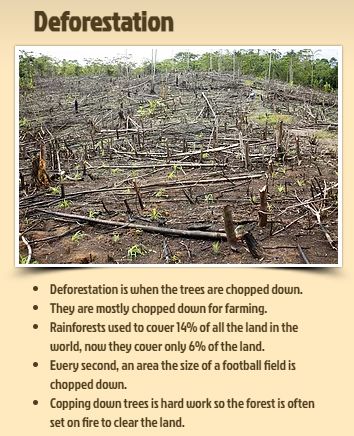 Deforestation
Deforestation is when the trees are chopped down.
They are mostly chopped down for farming.
Rainforests used to cover 14% of all the land in the
world, now they cover only 6% of the land.
Every second, an area the size of a football field is
chopped down.
Copping down trees is hard work so the forest is often
set on fire to clear the land.